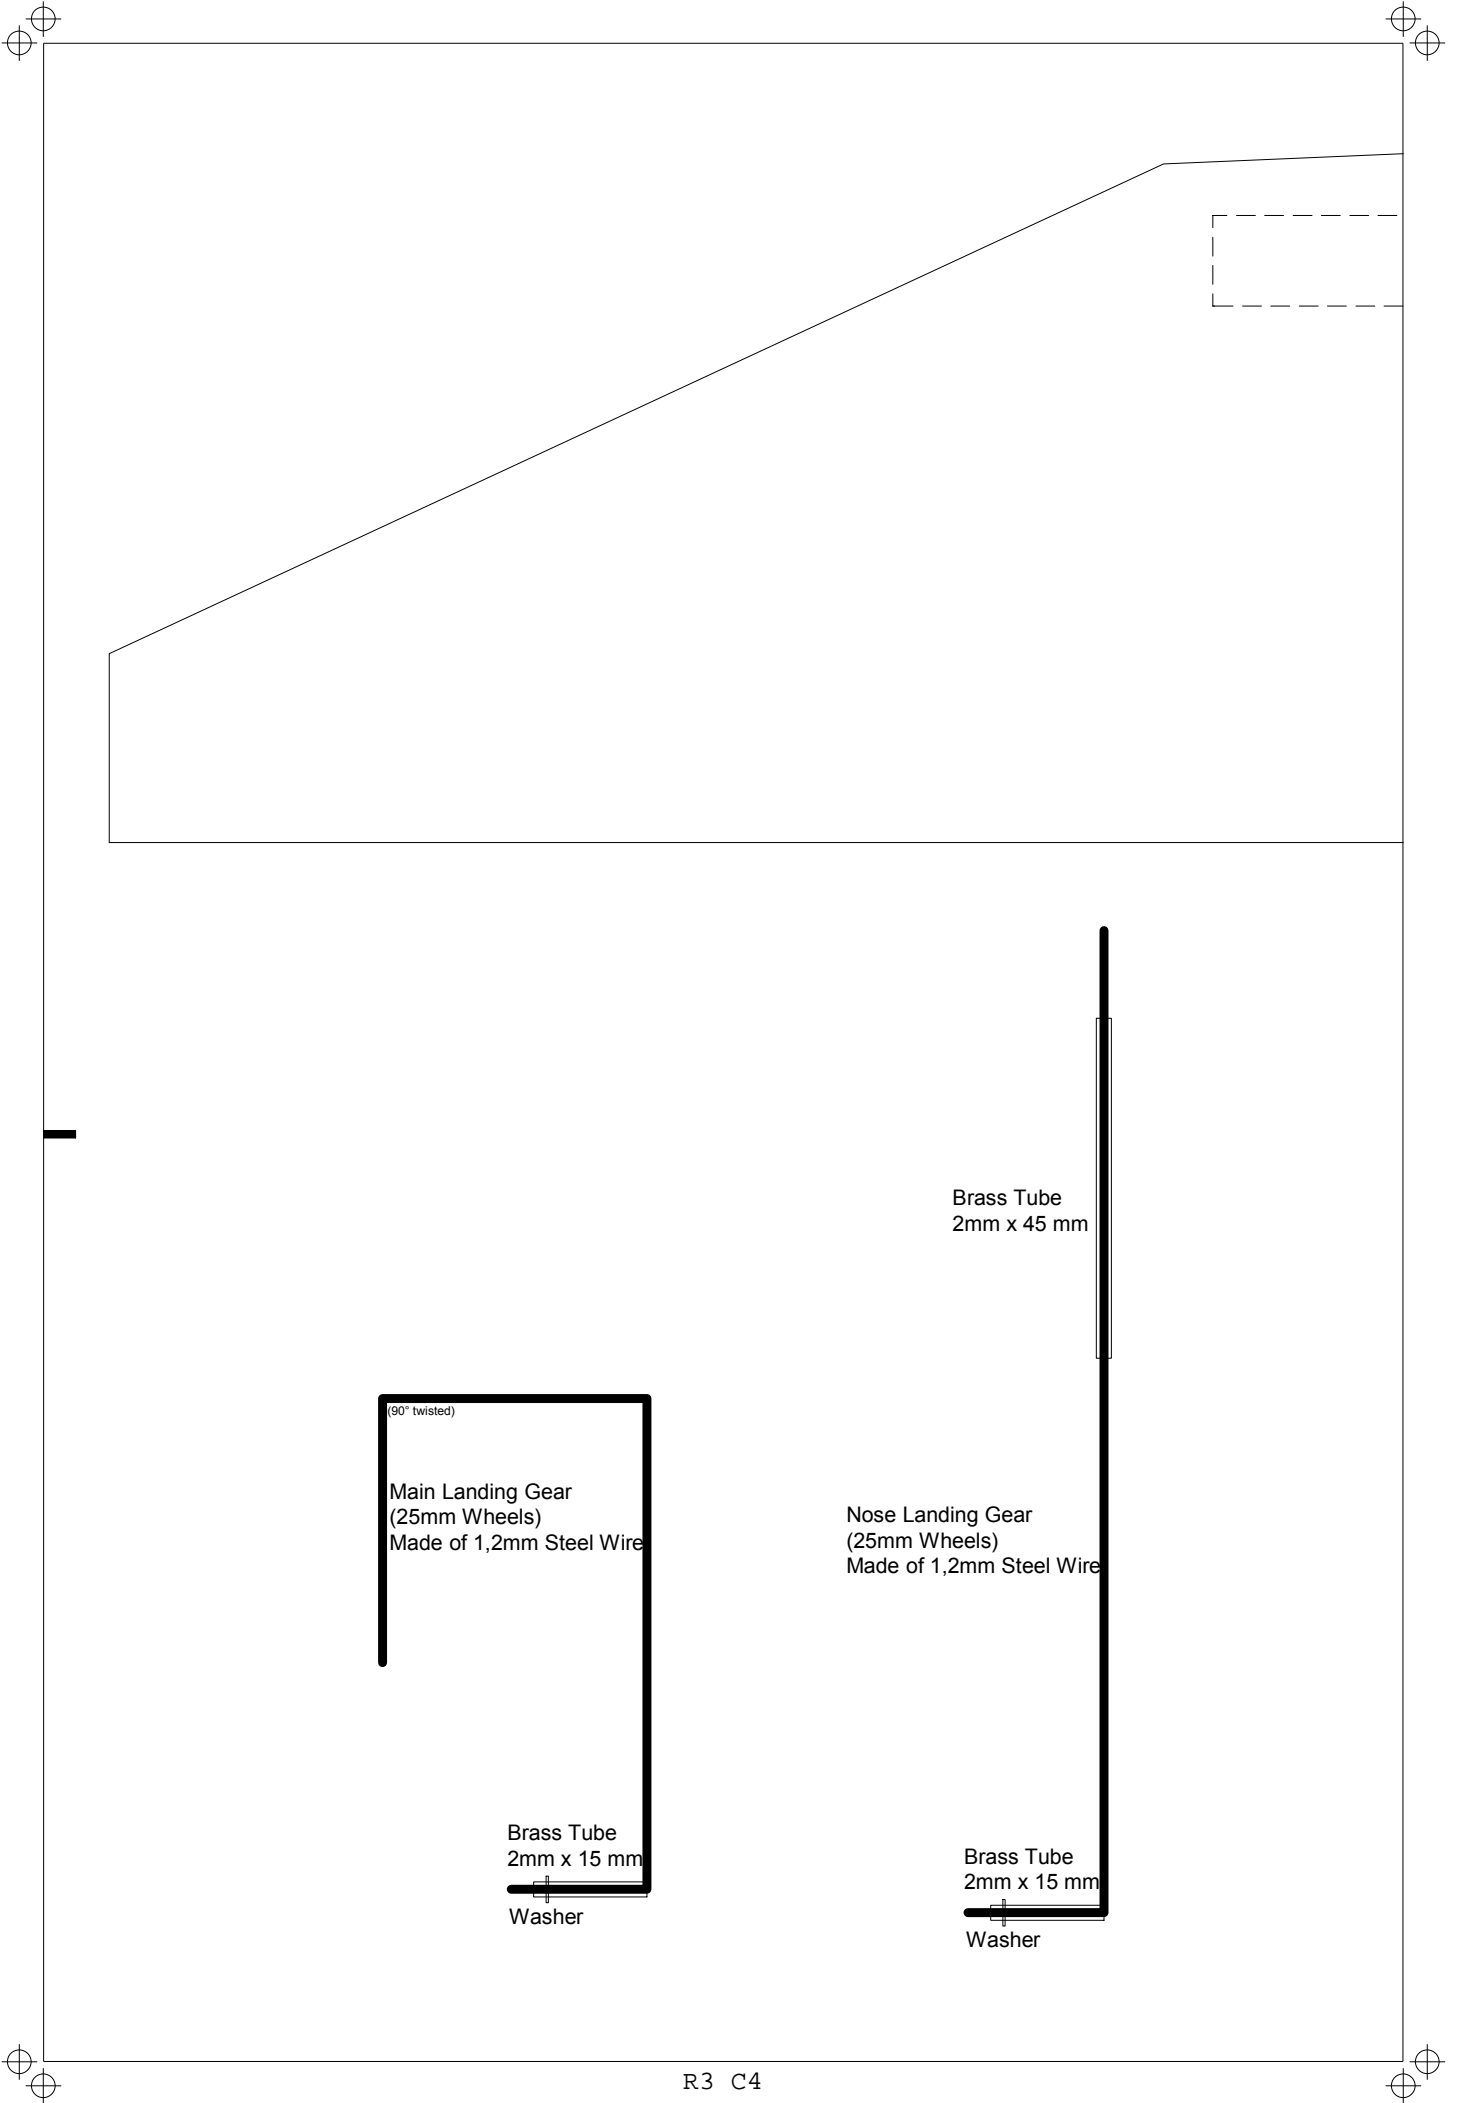 Brass Tube
2mm x 45 mm
(90° twisted)
Main Landing Gear
(25mm Wheels)
Made of 1,2mm Steel Wire
Nose Landing Gear
(25mm Wheels)
Made of 1,2mm Steel Wire
Brass Tube
2mm x 15 mm
Washer
Brass Tube
2mm x 15 mm
Washer
R3 C4